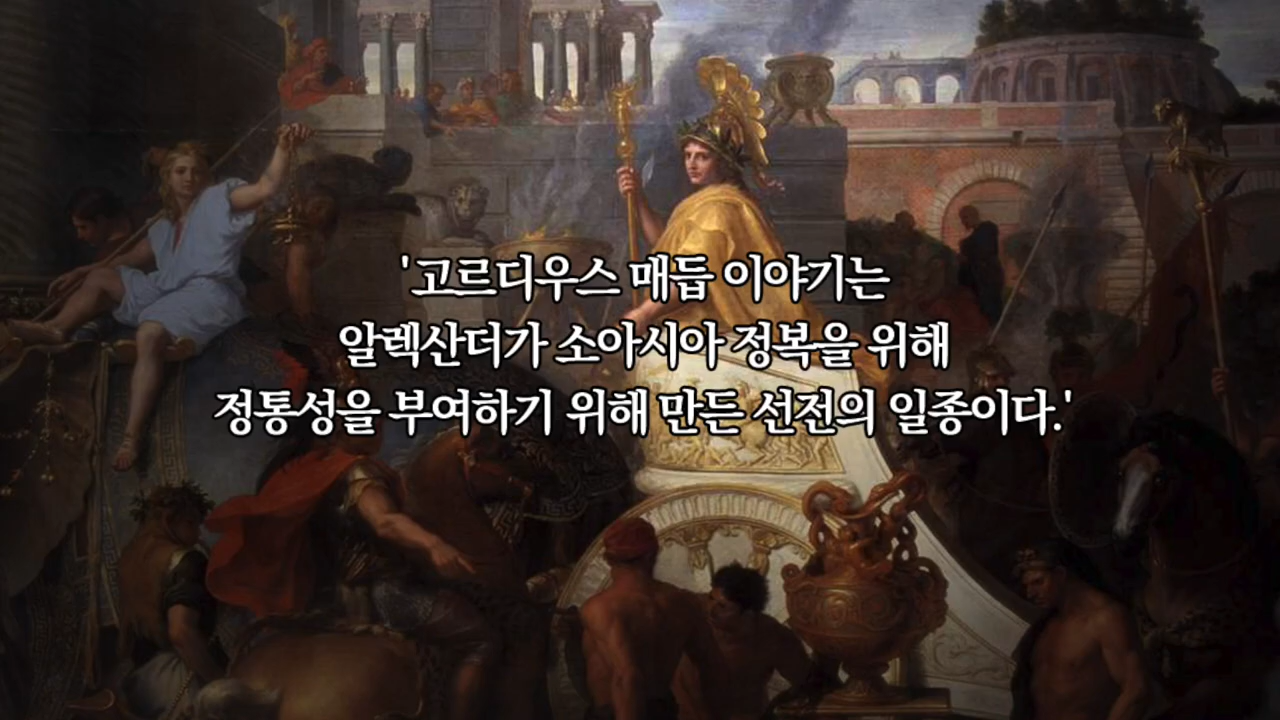 '고르디우스 매듭 이야기는
알렉산더가 소아시아 정복을 위해
정통성을 부여하기 위해 만든 선전의 일종이다.'